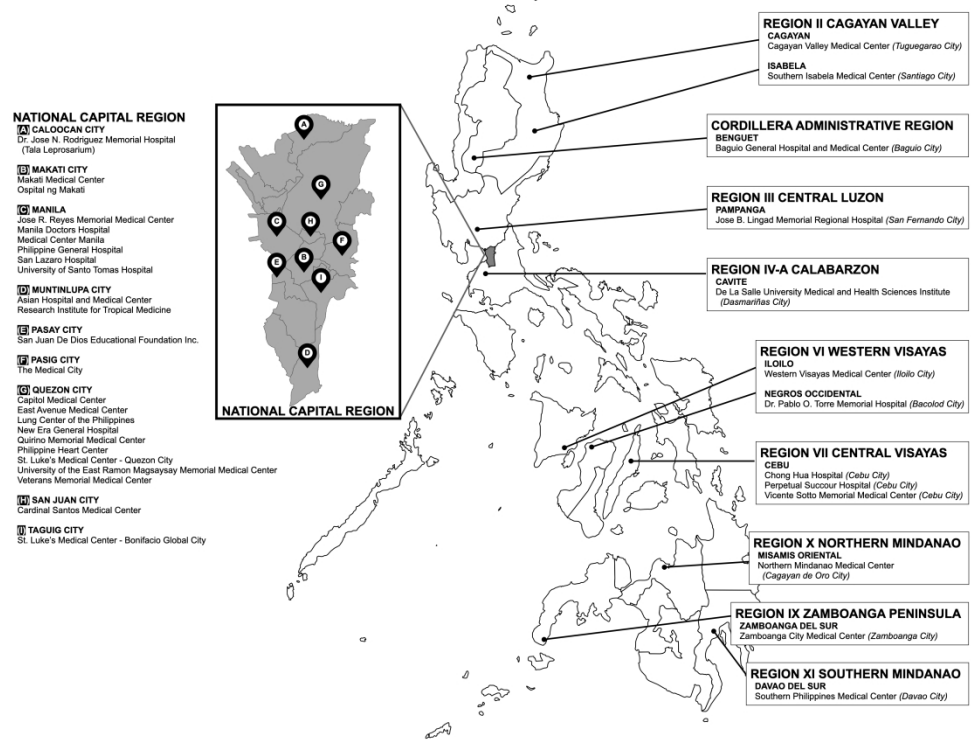 NATIONAL CAPITAL REGION
A CALOOCAN CITY
Dr. Jose N. Rodriguez Memorial Hospital
(Tala Leprosarium)
B MAKATI CITY
Makati Medical Center
Ospital ng Makati
C MANILA
Jose R. Reyes Memorial Medical Center
Manila Doctors Hospital
Medical Center Manila
Philippine General Hospital
San Lazaro Hospital
University of Santo Tomas Hospital
D MUNTINLUPA CITY
Asian Hospital and Medical Center
Research Institute for Tropical Medicine
E PASAY CITY
San Juan De Dios Educational Foundation Inc.
F PASIG CITY
The Medical City
G QUEZON CITY
Capitol Medical Center
East Avenue Medical Center
Lung Center of the Philippines
New Era General Hospital
Quirino Memorial Medical Center
Philippine Heart Center
St. Luke's Medical Center - Quezon City
University of the East Ramon Magsaysay Memorial Medical Center
Veterans Memorial Medical Center
H SAN JUAN CITY
Cardinal Santos Medical Center
I TAGUIG CITY
St. Luke's Medical Center - Bonifacio Global City
A
G
C
H
F
E
B
I
D
NATIONAL CAPITAL REGION
REGION II CAGAYAN VALLEY
CAGAYAN
Cagayan Valley Medical Center (Tuguegarao City)
ISABELA
Southern Isabela Medical Center (Santiago City)
CORDILLERA ADMINISTRATIVE REGION
BENGUET
Baguio General Hospital and Medical Center (Baguio City)
REGION III CENTRAL LUZON
PAMPANGA
Jose B. Lingad Memorial Regional Hospital (San Fernando City)
REGION IV-A CALABARZON
CAVITE
De La Salle University Medical and Health Sciences Institute
(Dasmariñas City)
REGION VI WESTERN VISAYAS
ILOILO
Western Visayas Medical Center (Iloilo City)
NEGROS OCCIDENTAL
Dr. Pablo O. Torre Memorial Hospital (Bacolod City)
REGION VII CENTRAL VISAYAS
CEBU
Chong Hua Hospital (Cebu City)
Perpetual Succour Hospital (Cebu City)
Vicente Sotto Memorial Medical Center (Cebu City)
REGION X NORTHERN MINDANAO
MISAMIS ORIENTAL
Northern Mindanao Medical Center
(Cagayan de Oro City)
REGION IX ZAMBOANGA PENINSULA
ZAMBOANGA DEL SUR
Zamboanga City Medical Center (Zamboanga City)
REGION XI SOUTHERN MINDANAO
DAVAO DEL SUR
Southern Philippines Medical Center (Davao City)